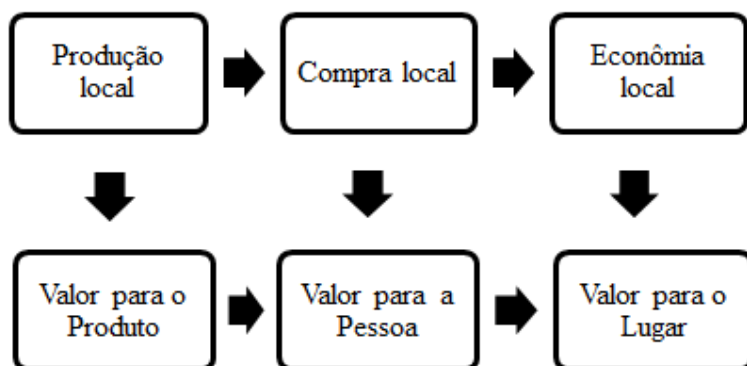 Produção
local
Compra local
Econômia
local
Valor para o
Produto
Valor para a
Pessoa
Valor para o
Lugar